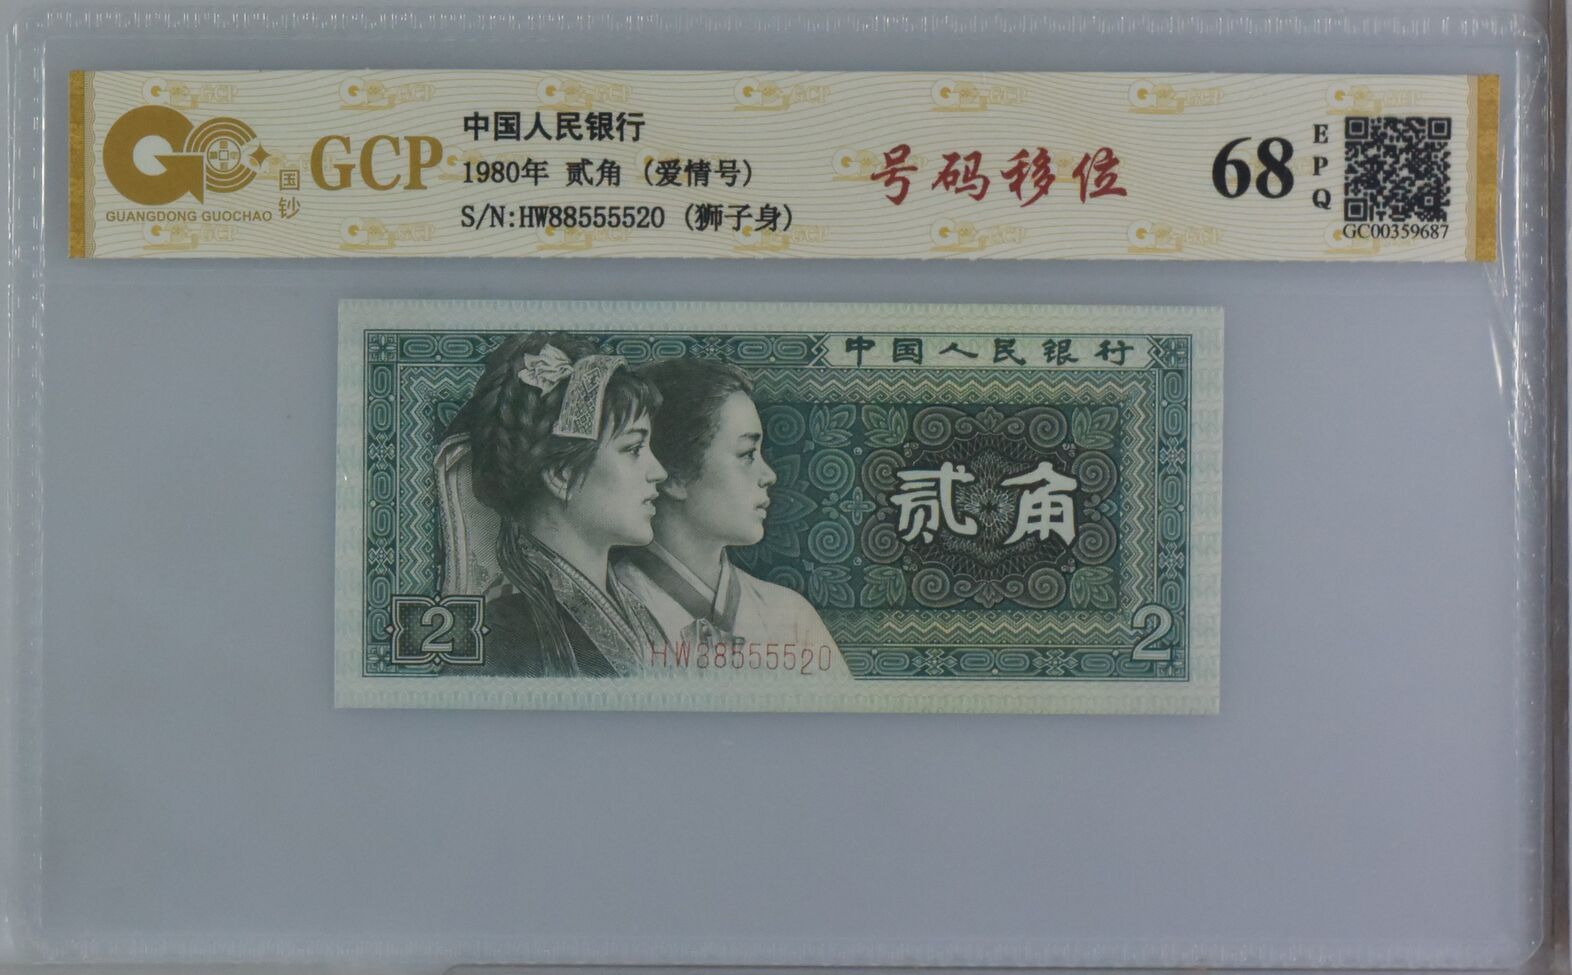 GCP
国钞
GUANGDONG GUOCHAO
中国人民银行
1980年 贰角 (爱情号)
S/N:HW88555520 (狮子身)
号码移位
68
EPQ
GC00359687
中国人民银行
贰角
2
HW88555520
2